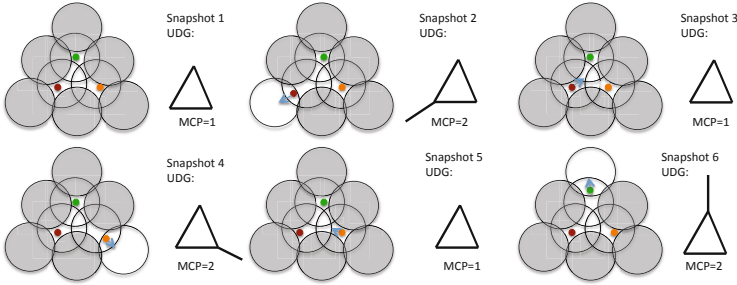 Snapshot 1
UDG:
MCP=1
Snapshot 2
UDG:
MCP=2
Snapshot 3
UDG:
MCP=1
Snapshot 4
UDG:
MCP=2
Snapshot 5
UDG:
MCP=1
Snapshot 6
UDG:
MCP=2